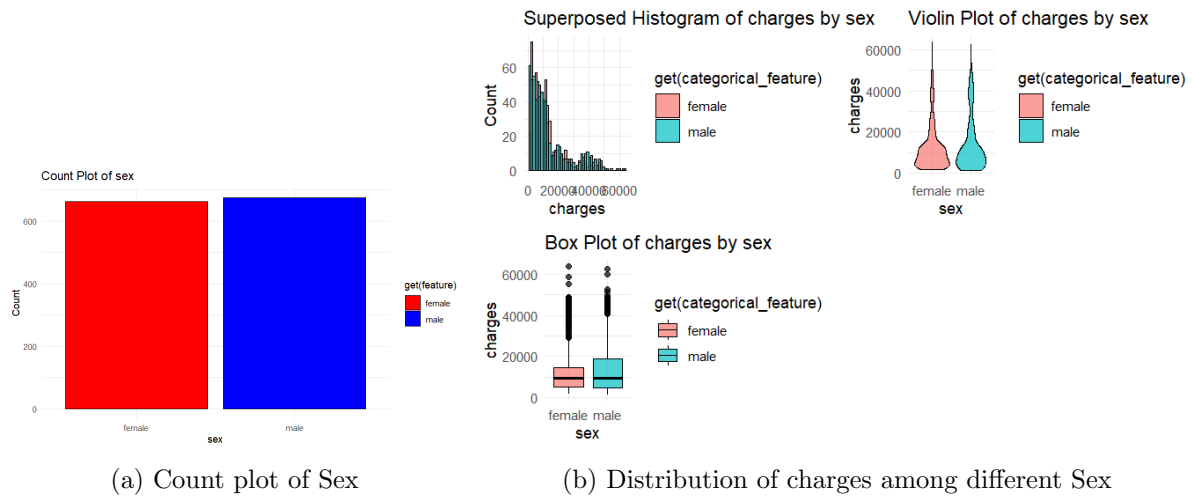 Count Plot of sex
Count
600
400
200
0
female
male
sex
get(feature)
female
male
(a) Count plot of Sex
Superposed Histogram of charges by sex
Count
60
40
20
0
0 20000 40000 60000
charges
get(categorical_feature)
female
male
Violin Plot of charges by sex
charges
60000
40000
20000
0
female male
sex
get(categorical_feature)
female
male
Box Plot of charges by sex
charges
60000
40000
20000
0
female male
sex
get(categorical_feature)
female
male
(b) Distribution of charges among different Sex